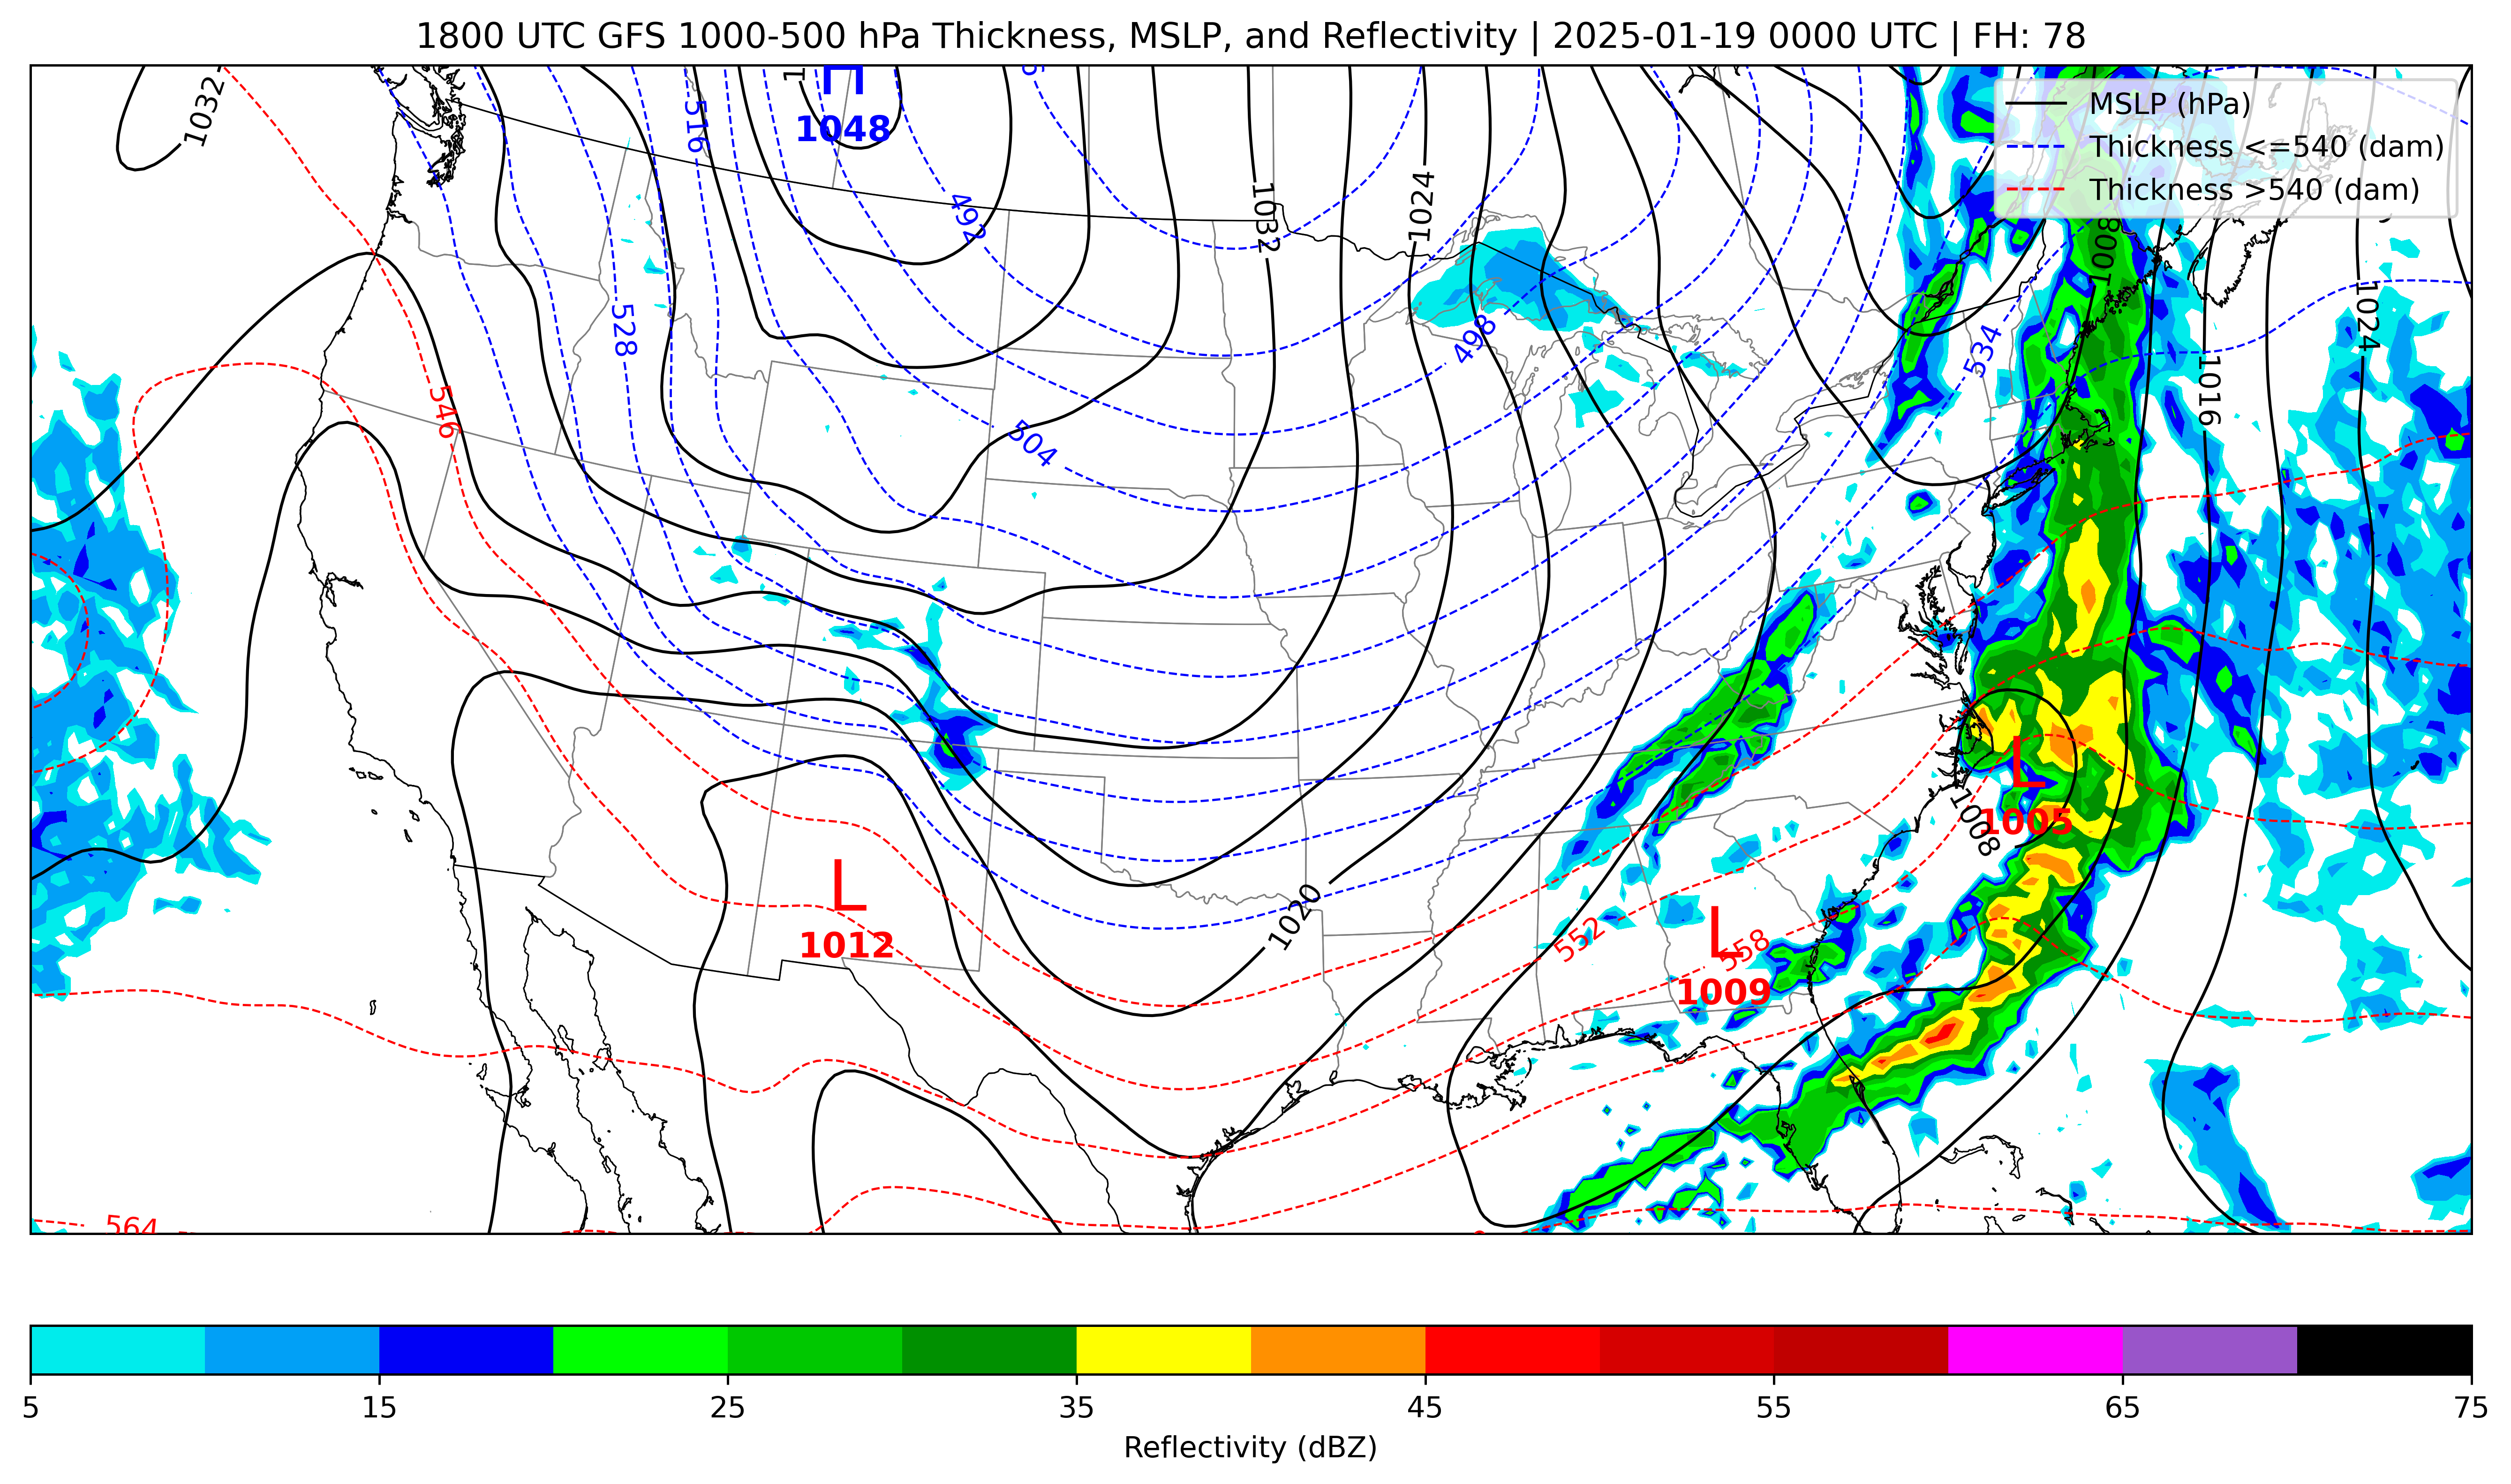 1800 UTC GFS 1000-500 hPa Thickness, MSLP, and Reflectivity | 2025-01-19 0000 UTC | FH: 78
MSLP (hPa)
Thickness <=540 (dam)
Thickness >540 (dam)
1032
516
H
1048
492
1032
1024
1008
528
498
534
1024
1016
546
504
L
1005
1008
L
1012
1020
552
L
558
1009
564
5 15 25 35 45 55 65 75
Reflectivity (dBZ)